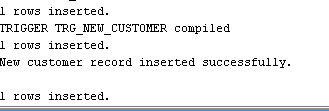 1 rows inserted.
TRIGGER TRG_NEW_CUSTOMER compiled
1 rows inserted.
New customer record inserted successfully.
1 rows inserted.